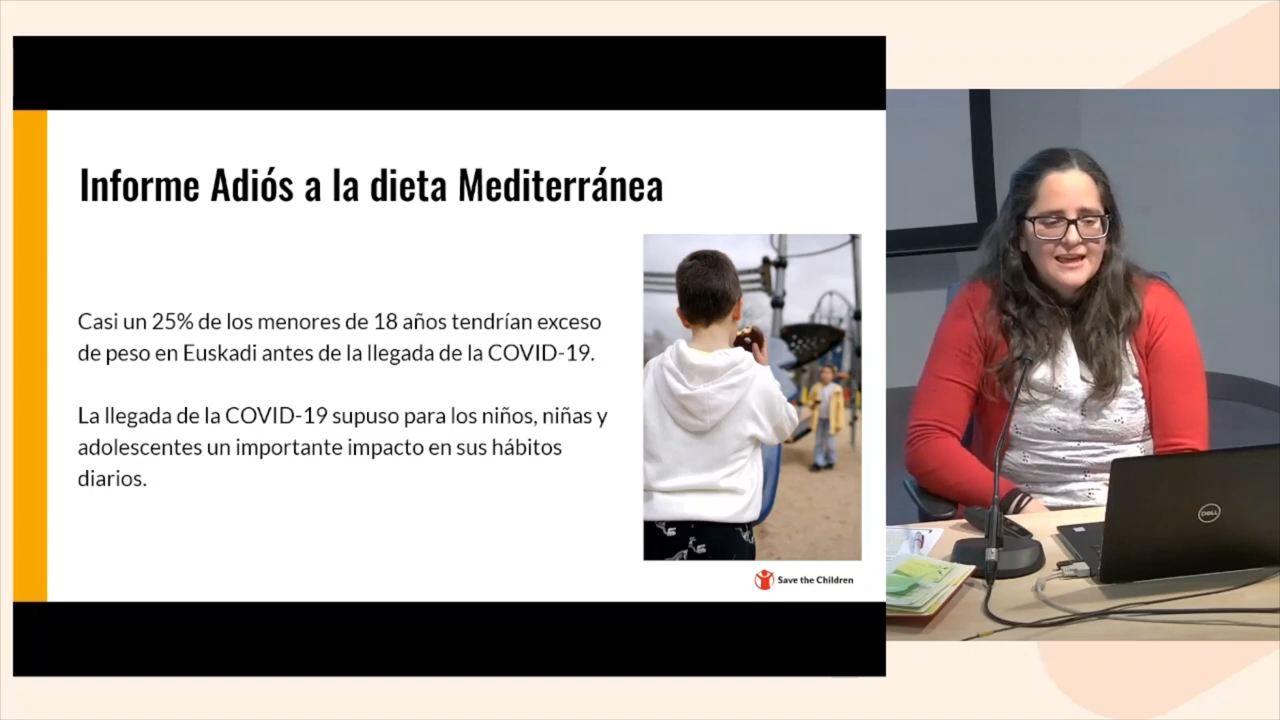 Informe Adiós a la dieta Mediterránea
Casi un 25% de los menores de 18 años tendrían exceso
de peso en Euskadi antes de la llegada de la COVID-19.
La llegada de la COVID-19 supuso para los niños, niñas y
adolescentes un importante impacto en sus hábitos
diarios.
Save the Children
DELL